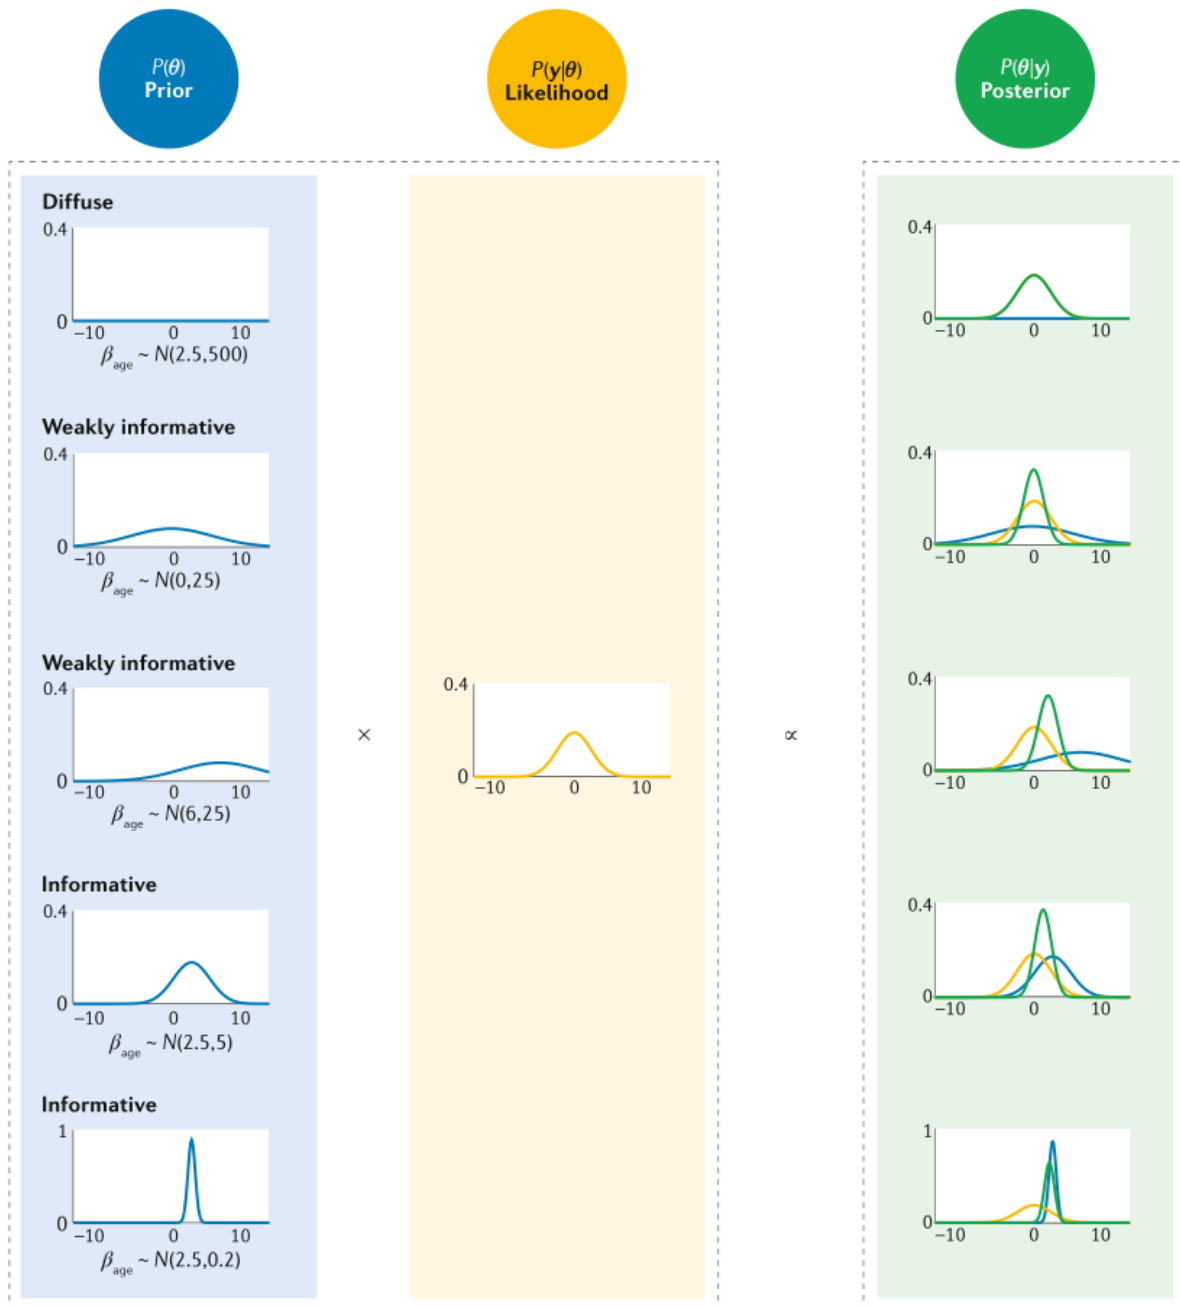 P(θ)
Prior
P(y|θ)
Likelihood
P(θ|y)
Posterior
Diffuse
0.4
0
−10 0 10
β_age ~ N(2.5,500)
Weakly informative
0.4
0
−10 0 10
β_age ~ N(0,25)
Weakly informative
0.4
0
−10 0 10
β_age ~ N(6,25)
Informative
0.4
0
−10 0 10
β_age ~ N(2.5,5)
Informative
1
0
−10 0 10
β_age ~ N(2.5,0.2)
×
0.4
0
−10 0 10
∝
0.4
0
−10 0 10
0.4
0
−10 0 10
0.4
0
−10 0 10
0.4
0
−10 0 10
1
0
−10 0 10